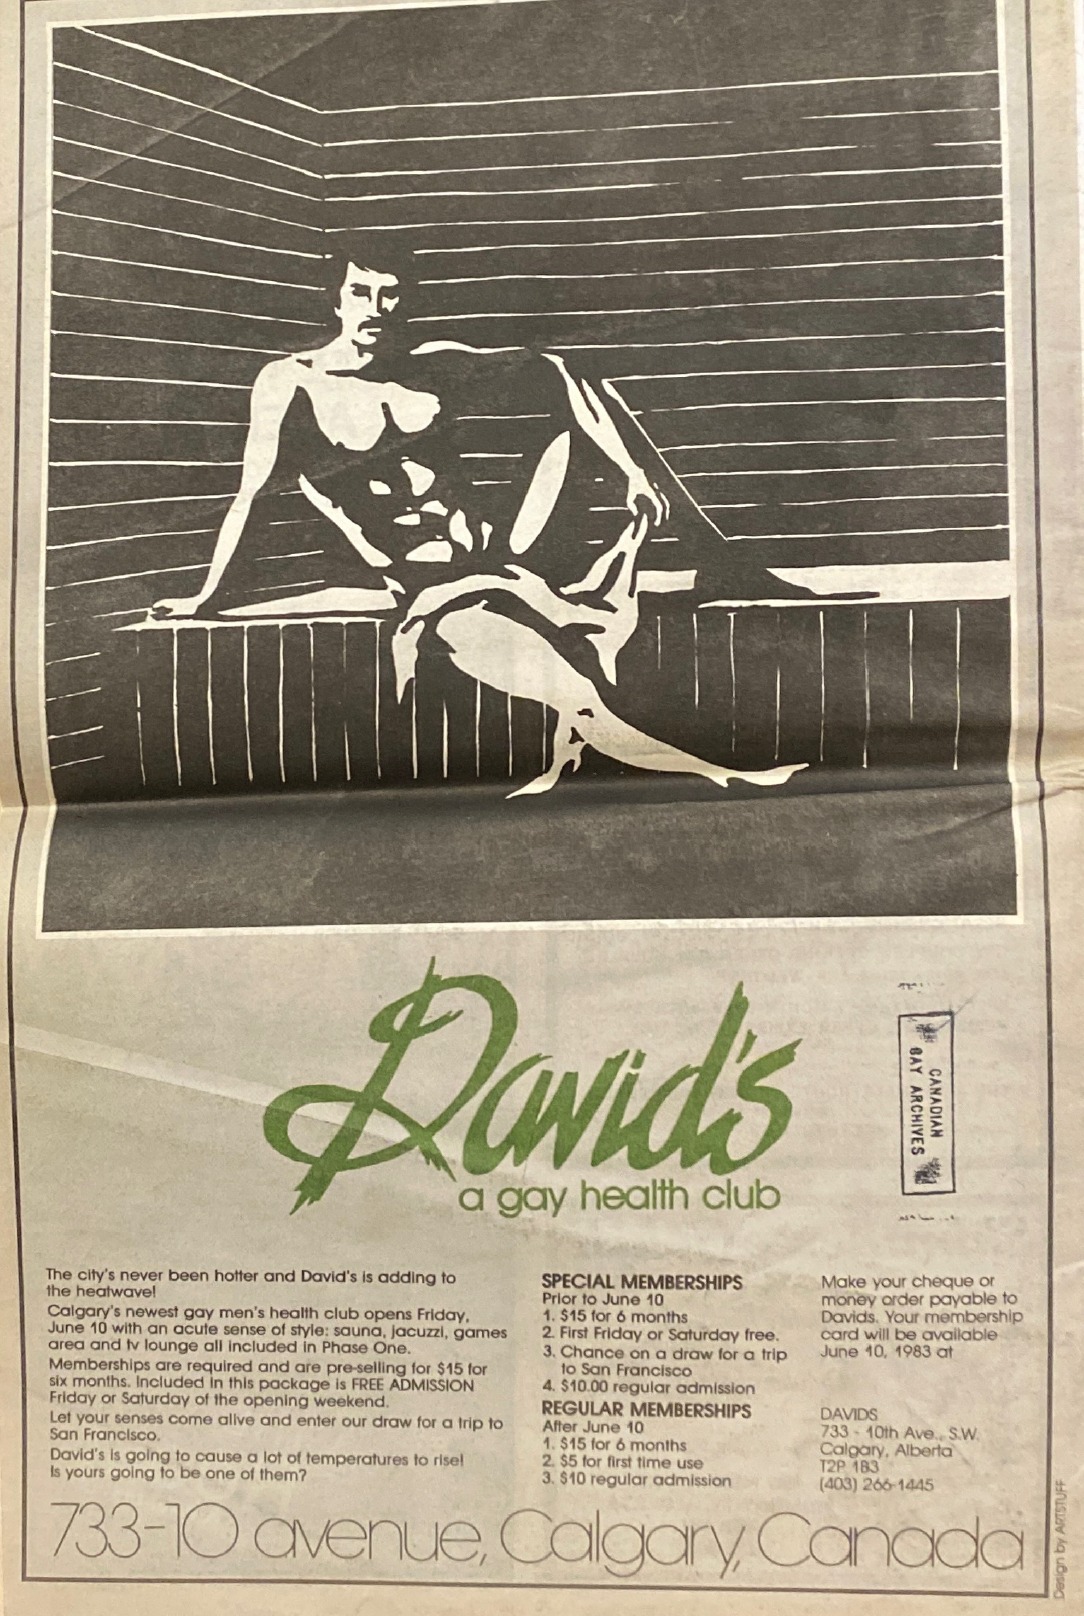 David's
a gay health club
CANADIAN
GAY ARCHIVES
The city's never been hotter and David's is adding to
the heatwave!
Calgary's newest gay men's health club opens Friday,
June 10 with an acute sense of style: sauna, jacuzzi, games
area and tv lounge all included in Phase One.
Memberships are required and are pre-selling for $15 for
six months. Included in this package is FREE ADMISSION
Friday or Saturday of the opening weekend.
Let your senses come alive and enter our draw for a trip to
San Francisco.
David's is going to cause a lot of temperatures to rise!
Is yours going to be one of them?
SPECIAL MEMBERSHIPS
Prior to June 10
1. $15 for 6 months
2. First Friday or Saturday free.
3. Chance on a draw for a trip
to San Francisco
4. $10.00 regular admission
REGULAR MEMBERSHIPS
After June 10
1. $15 for 6 months
2. $5 for first time use
3. $10 regular admission
Make your cheque or
money order payable to
Davids. Your membership
card will be available
June 10, 1983 at
DAVIDS
733 - 10th Ave., S.W.
Calgary, Alberta
T2P 1B3
(403) 266-1445
733-10 avenue, Calgary, Canada
Design by ARTSTUFF